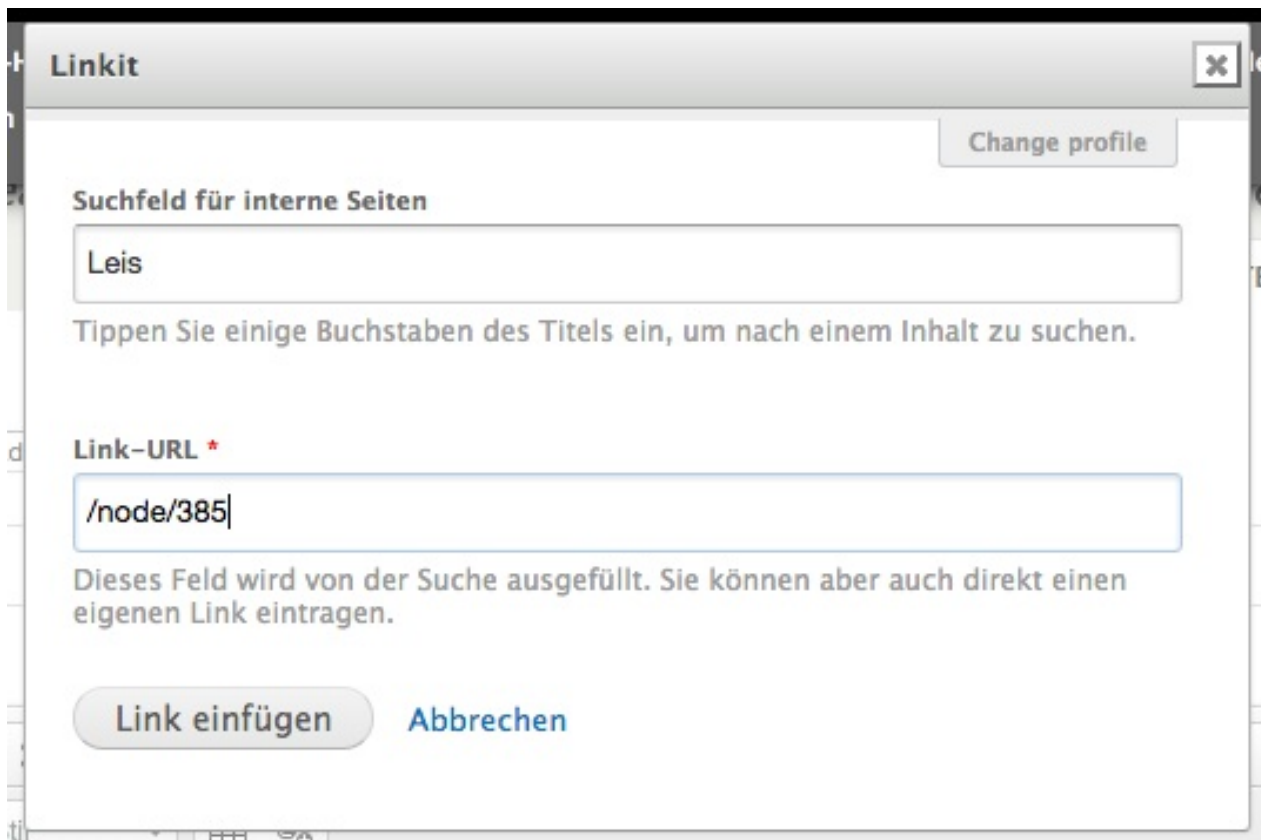 Linkit
Change profile
Suchfeld für interne Seiten
Leis
Tippen Sie einige Buchstaben des Titels ein, um nach einem Inhalt zu suchen.
Link-URL *
/node/385
Dieses Feld wird von der Suche ausgefüllt. Sie können aber auch direkt einen
eigenen Link eintragen.
Link einfügen Abbrechen